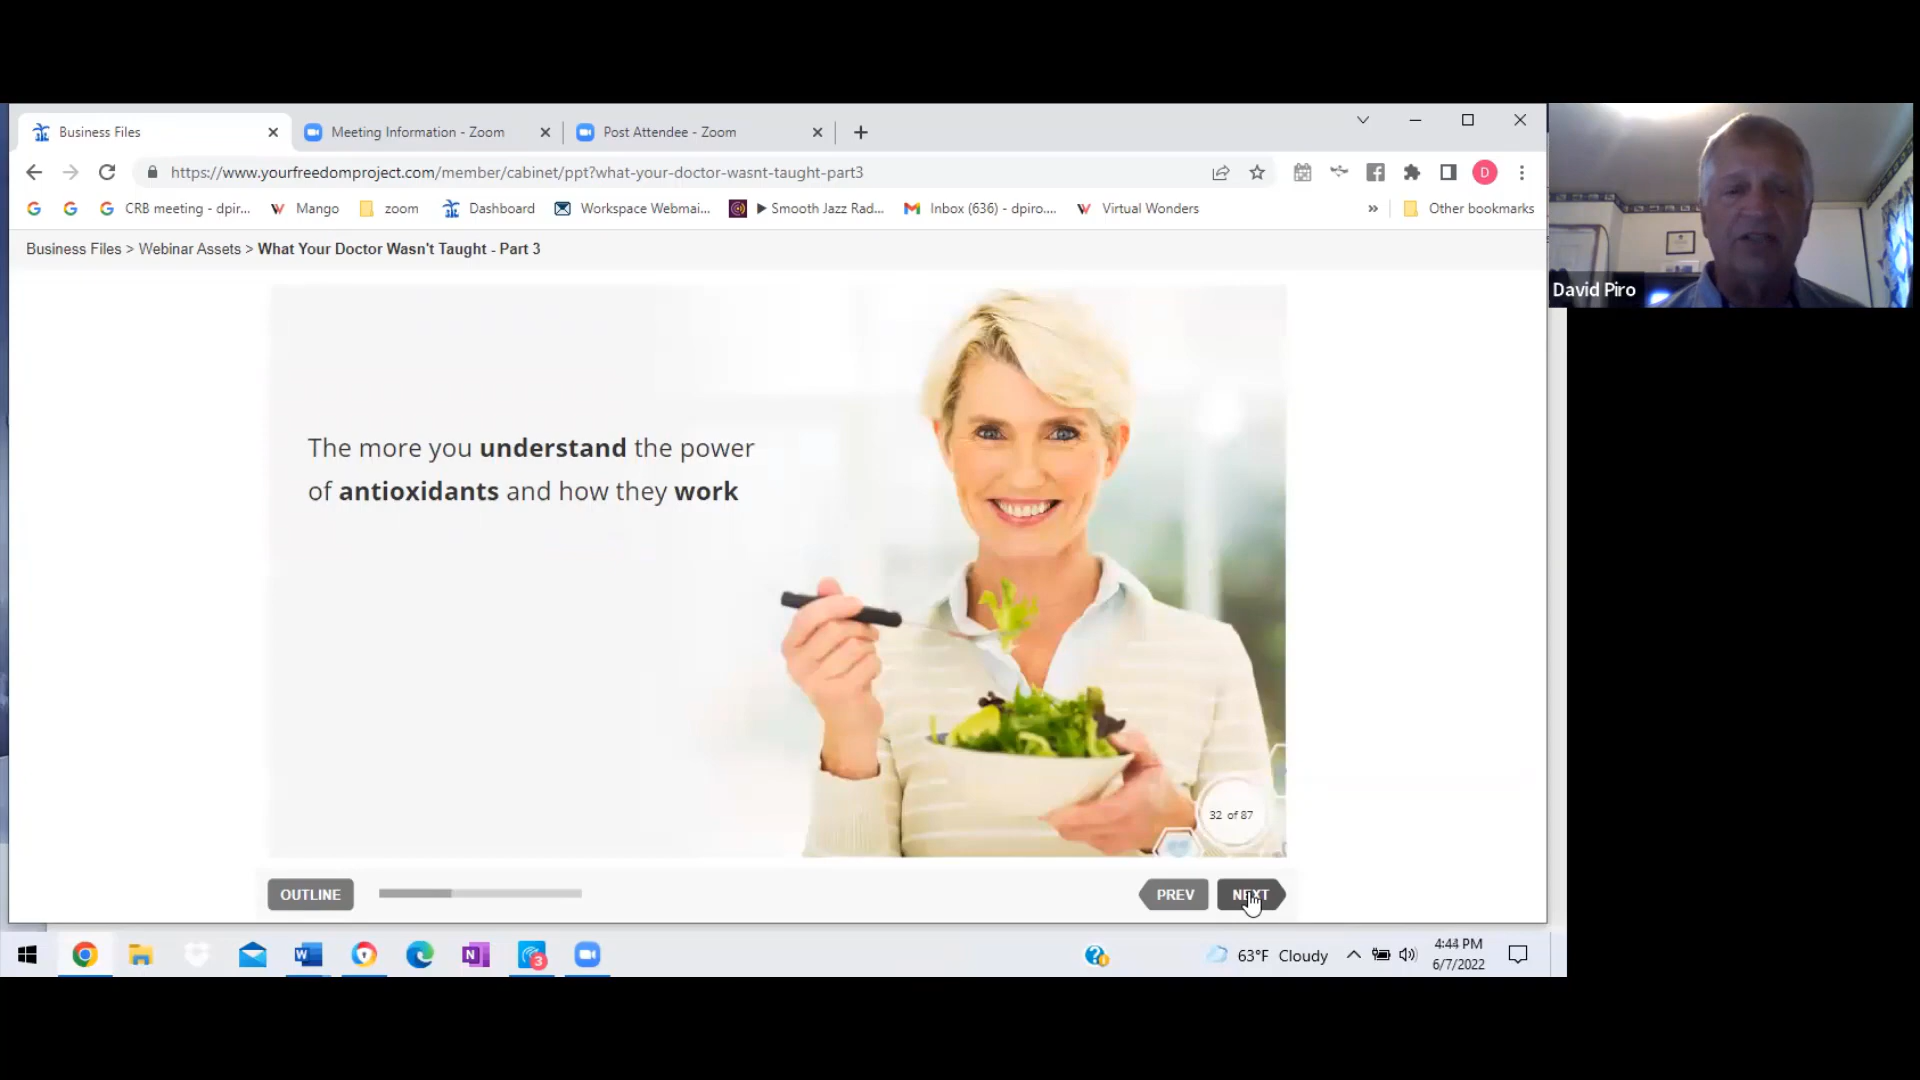 Business Files
Meeting Information - Zoom
Post Attendee - Zoom
https://www.yourfreedomproject.com/member/cabinet/ppt?what-your-doctor-wasnt-taught-part3
D
CRB meeting - dpir...
Mango
zoom
Dashboard
Workspace Webmai...
▶ Smooth Jazz Rad...
Inbox (636) - dpiro....
Virtual Wonders
»
Other bookmarks
Business Files > Webinar Assets > What Your Doctor Wasn't Taught - Part 3
David Piro
The more you understand the power
of antioxidants and how they work
32 of 87
OUTLINE
PREV
NEXT
3
63°F Cloudy
4:44 PM
6/7/2022